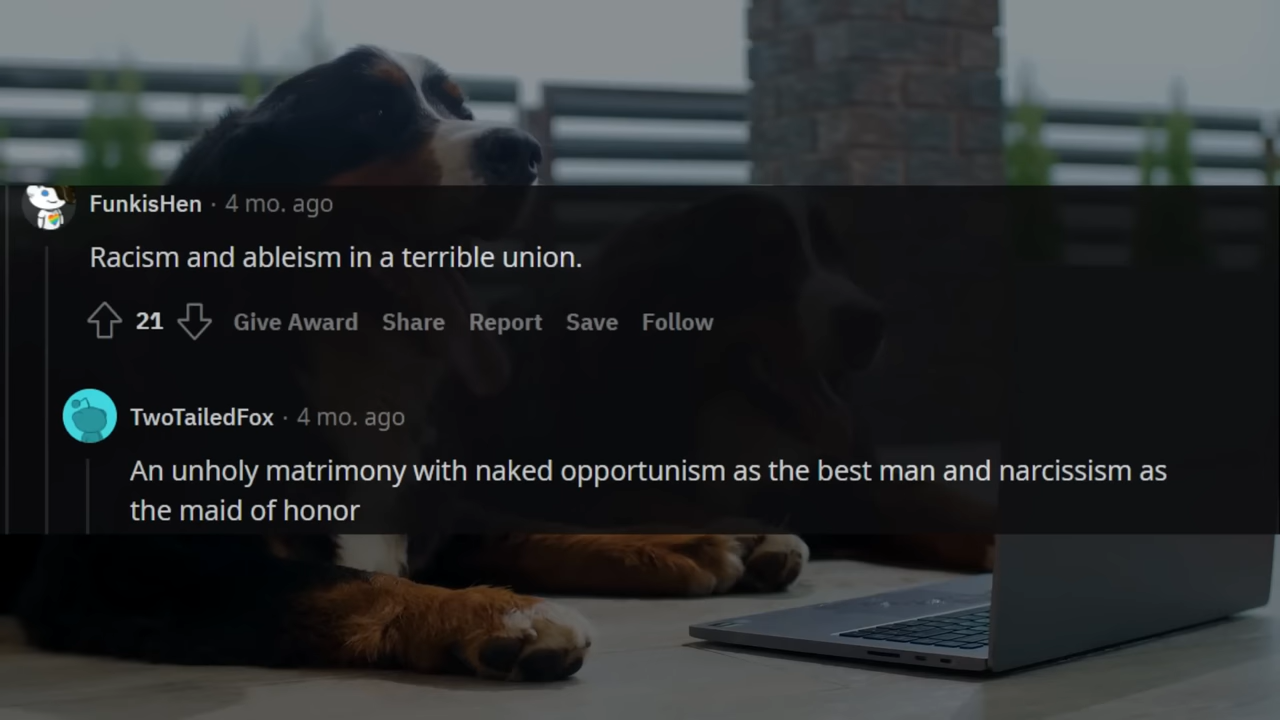 FunkisHen · 4 mo. ago
Racism and ableism in a terrible union.
21 Give Award Share Report Save Follow
TwoTailedFox · 4 mo. ago
An unholy matrimony with naked opportunism as the best man and narcissism as
the maid of honor